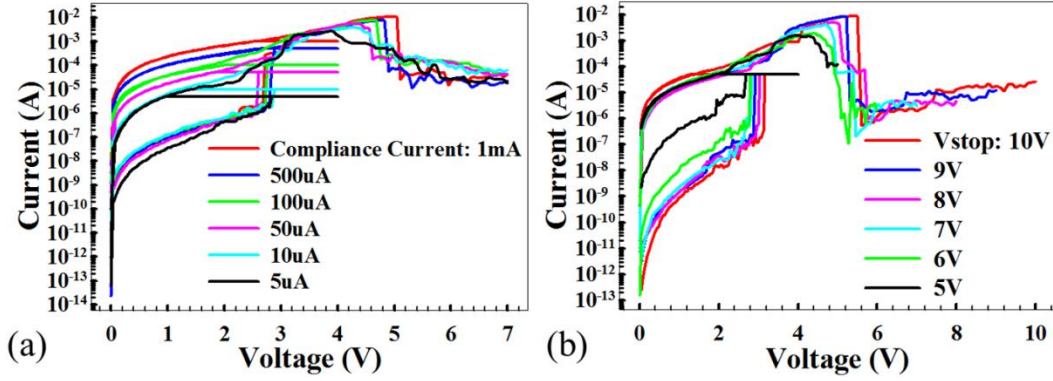 10⁻¹
10⁻²
10⁻³
10⁻⁴
10⁻⁵
10⁻⁶
10⁻⁷
10⁻⁸
10⁻⁹
10⁻¹⁰
10⁻¹¹
10⁻¹²
10⁻¹³
10⁻¹⁴
Current (A)
Compliance Current: 1mA
500uA
100uA
50uA
10uA
5uA
0 1 2 3 4 5 6 7
Voltage (V)
(a)
10⁻²
10⁻³
10⁻⁴
10⁻⁵
10⁻⁶
10⁻⁷
10⁻⁸
10⁻⁹
10⁻¹⁰
10⁻¹¹
10⁻¹²
10⁻¹³
Current (A)
Vstop: 10V
9V
8V
7V
6V
5V
0 2 4 6 8 10
Voltage (V)
(b)